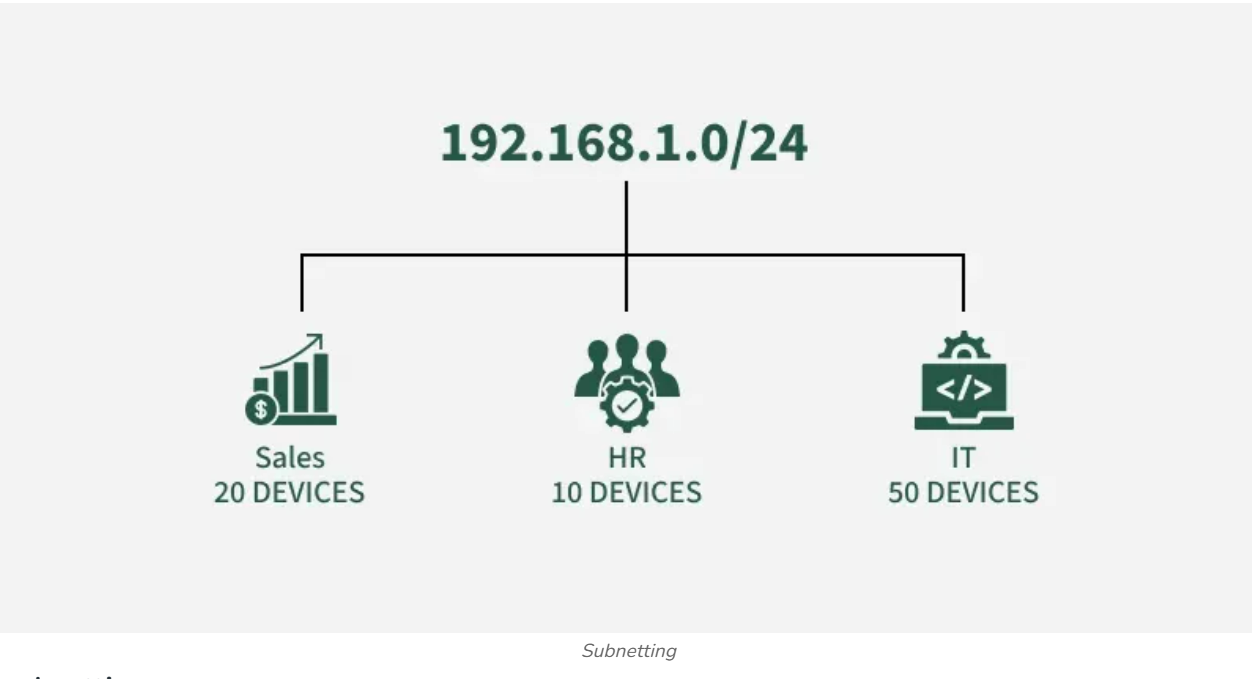 192.168.1.0/24
$
</>
Sales
HR
IT
20 DEVICES
10 DEVICES
50 DEVICES
Subnetting